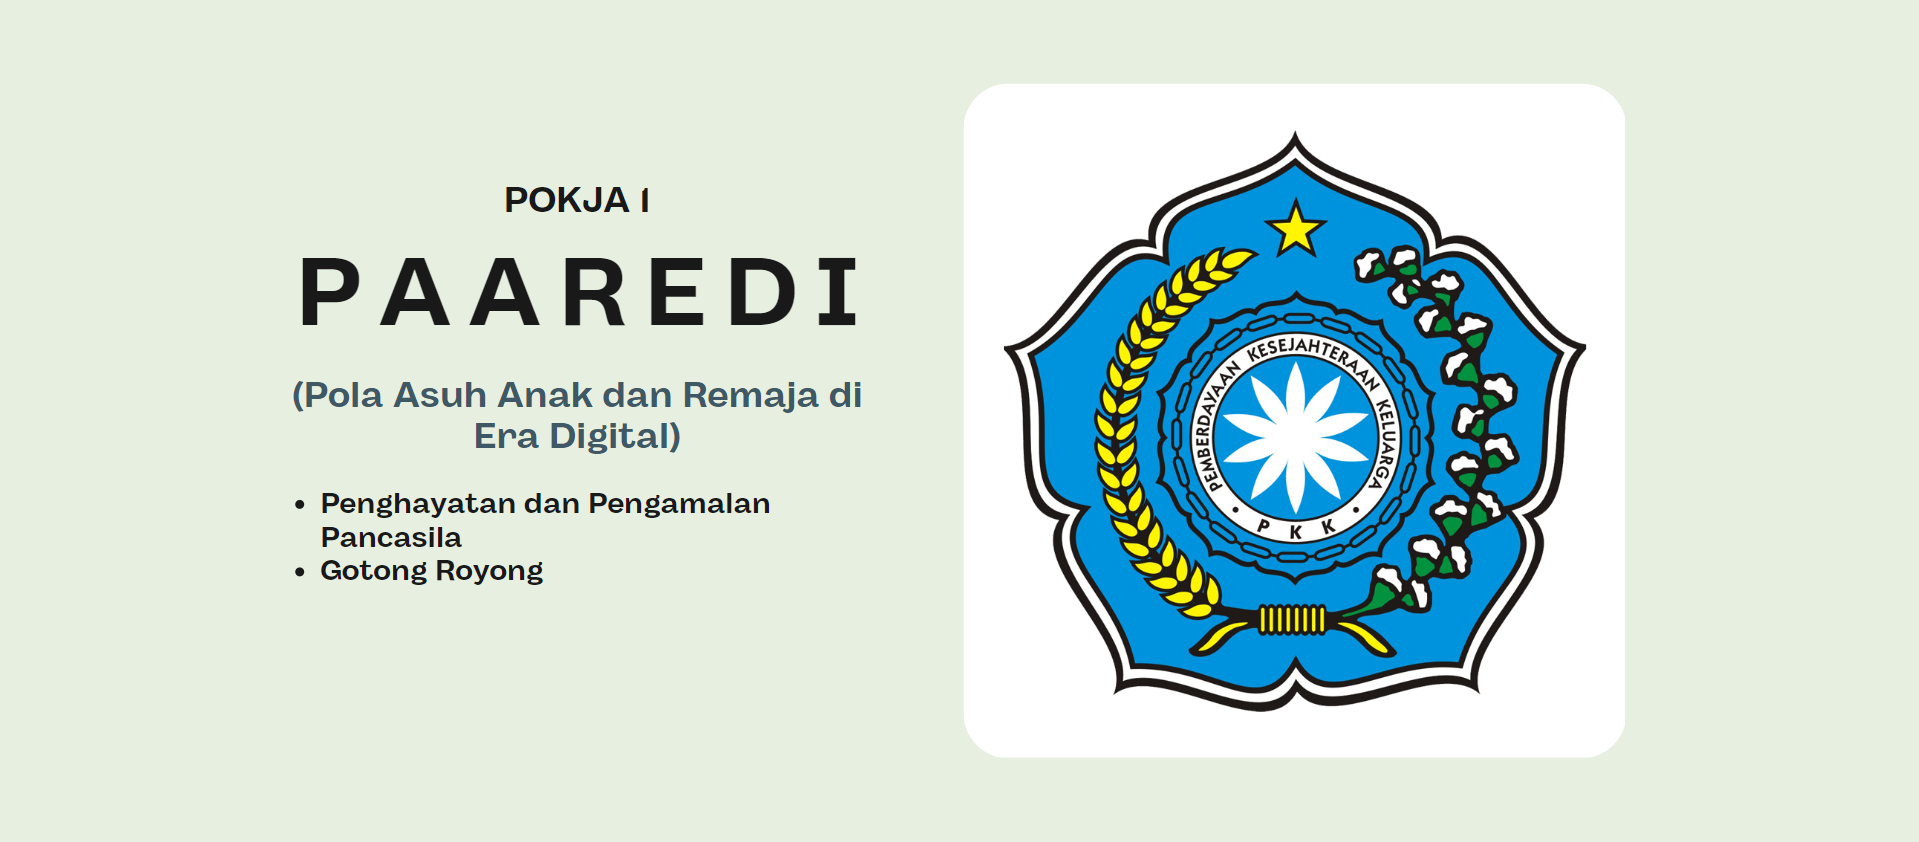 POKJA 1
PAAREDI
(Pola Asuh Anak dan Remaja di
Era Digital)
• Penghayatan dan Pengamalan
Pancasila
• Gotong Royong
PEMBERDAYAAN KESEJAHTERAAN KELUARGA
• P K K •